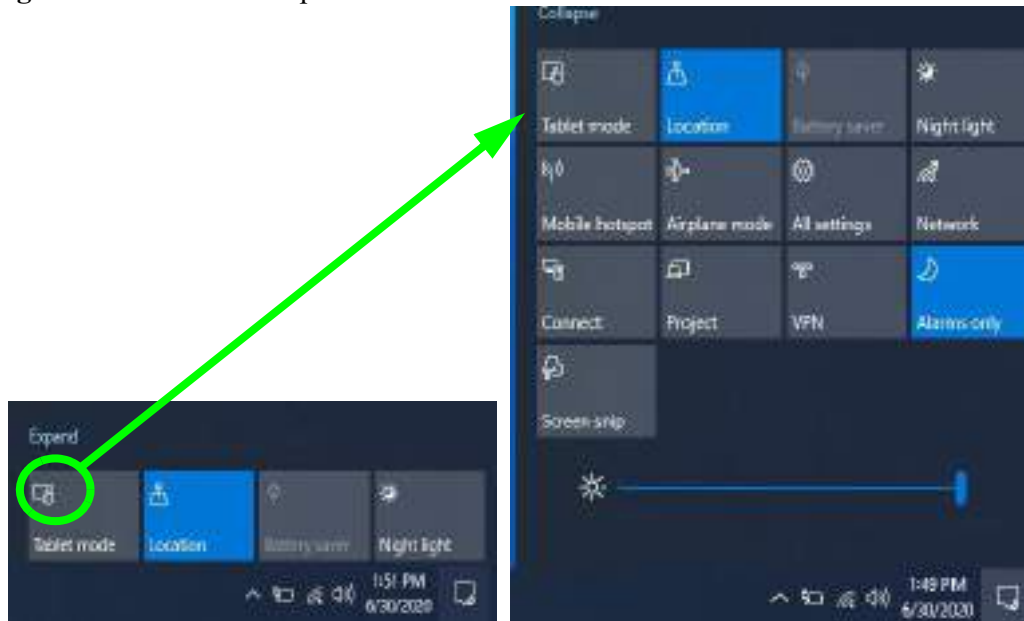 Collapse
Tablet mode Location Battery saver Night light
Mobile hotspot Airplane mode All settings Network
Connect Project VPN Alarms only
Screen snip
1:49 PM
6/30/2020
Expand
Tablet mode Location Battery saver Night light
1:51 PM
6/30/2020